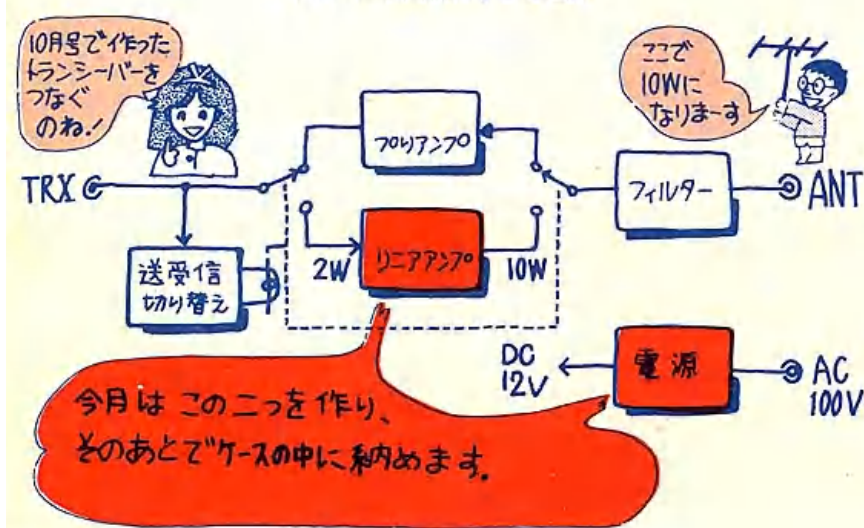 10月号で作った
トランシーバーを
つなぐ
のね!
ここで
10Wに
なりまーす
プリアンプ
TRX
フィルター
ANT
送受信
切り替え
2W
リニアアンプ
10W
DC
12V
電源
AC
100V
今月は この二つを作り、
そのあとでケースの中に納めます.